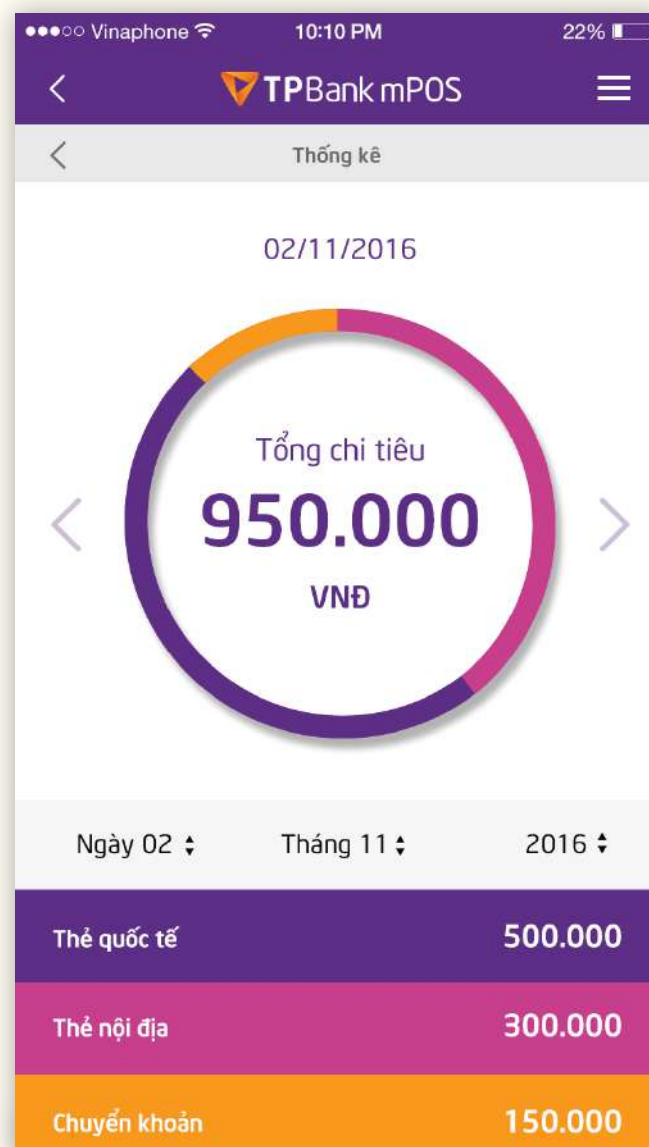 Vinaphone 10:10 PM 22%
TPBank mPOS
Thống kê
02/11/2016
Tổng chi tiêu
950.000
VNĐ
Ngày 02 Tháng 11 2016
Thẻ quốc tế 500.000
Thẻ nội địa 300.000
Chuyển khoản 150.000